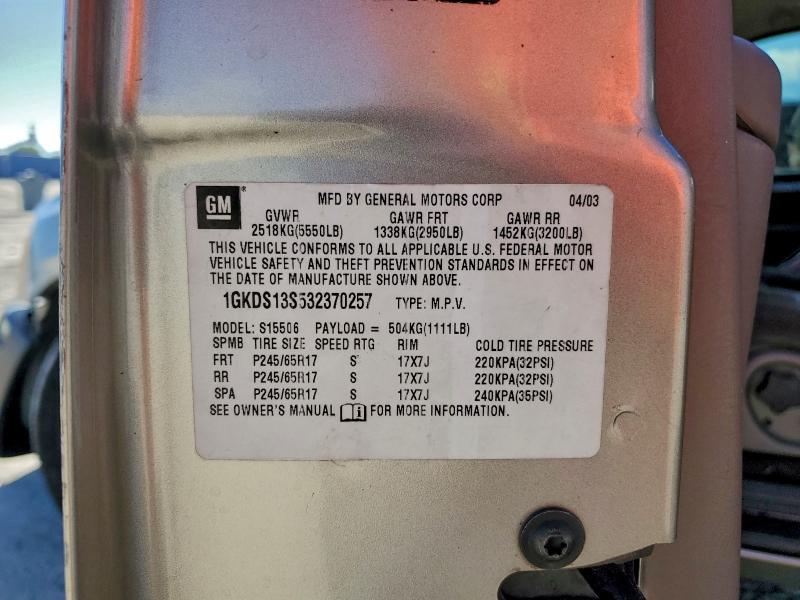 GM® MFD BY GENERAL MOTORS CORP 04/03
GVWR GAWR FRT GAWR RR
2518KG(5550LB) 1338KG(2950LB) 1452KG(3200LB)
THIS VEHICLE CONFORMS TO ALL APPLICABLE U.S. FEDERAL MOTOR
VEHICLE SAFETY AND THEFT PREVENTION STANDARDS IN EFFECT ON
THE DATE OF MANUFACTURE SHOWN ABOVE.
1GKDS13S532370257 TYPE: M.P.V.
MODEL: S15506 PAYLOAD = 504KG(1111LB)
SPMB TIRE SIZE SPEED RTG RIM COLD TIRE PRESSURE
FRT P245/65R17 S 17X7J 220KPA(32PSI)
RR P245/65R17 S 17X7J 220KPA(32PSI)
SPA P245/65R17 S 17X7J 240KPA(35PSI)
SEE OWNER'S MANUAL FOR MORE INFORMATION.